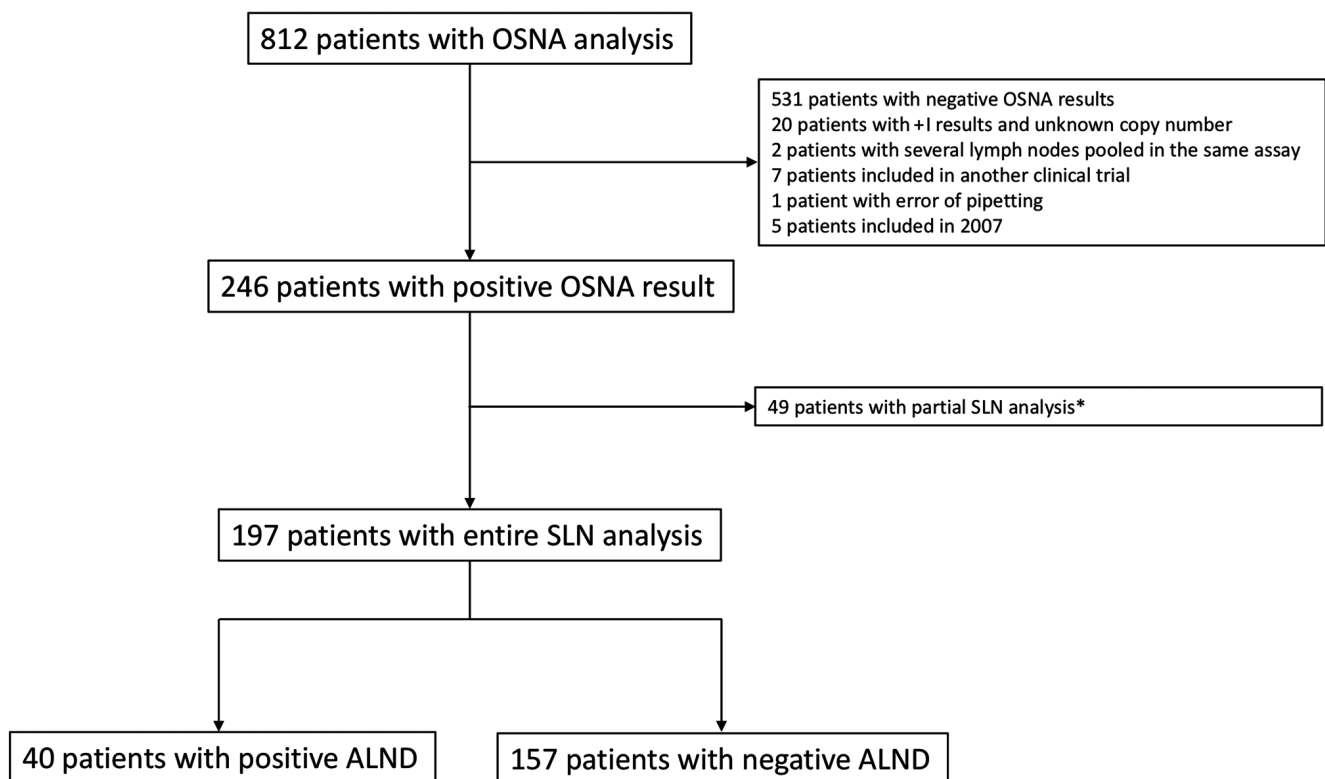 812 patients with OSNA analysis
531 patients with negative OSNA results
20 patients with +I results and unknown copy number
2 patients with several lymph nodes pooled in the same assay
7 patients included in another clinical trial
1 patient with error of pipetting
5 patients included in 2007
246 patients with positive OSNA result
49 patients with partial SLN analysis*
197 patients with entire SLN analysis
40 patients with positive ALND
157 patients with negative ALND